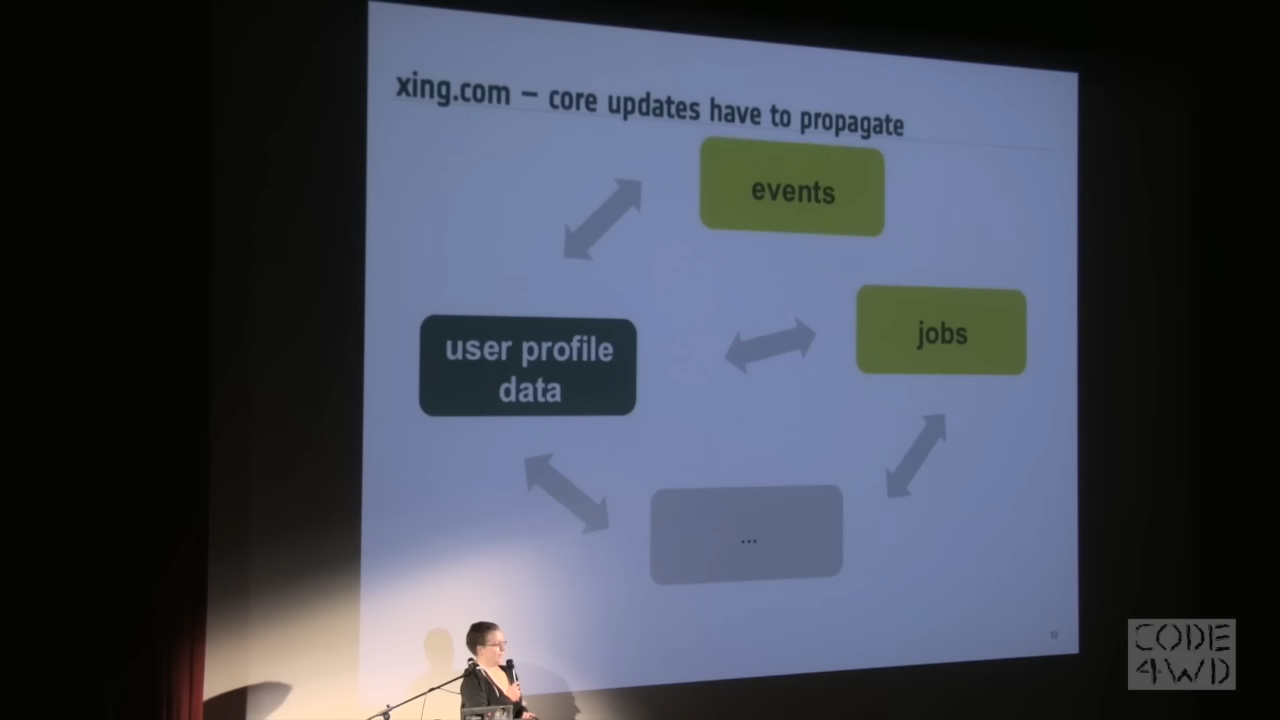 xing.com – core updates have to propagate
events
jobs
user profile
data
...
CODE
4WD